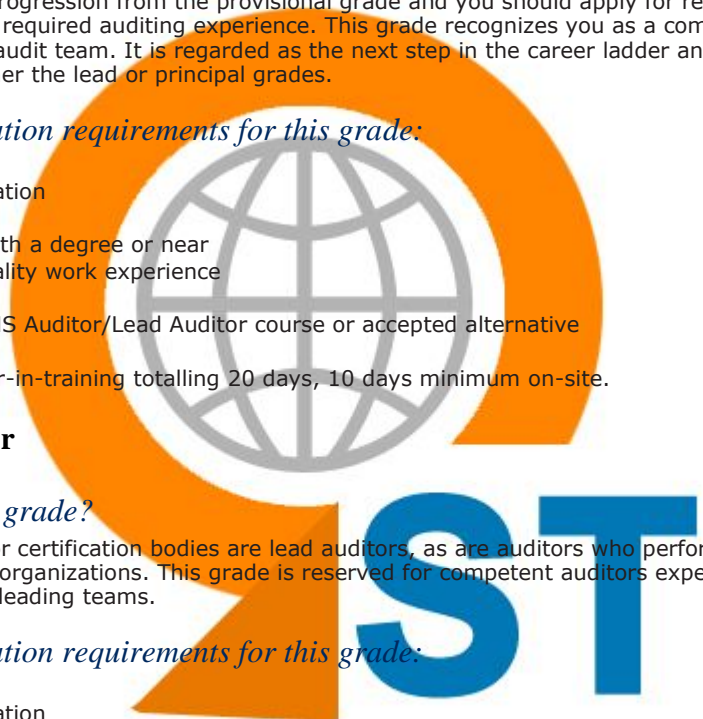 rogression from the provisional grade and you should apply for re
required auditing experience. This grade recognizes you as a com
audit team. It is regarded as the next step in the career ladder an
er the lead or principal grades.
ation requirements for this grade:
ation
th a degree or near
ality work experience
IS Auditor/Lead Auditor course or accepted alternative
r-in-training totalling 20 days, 10 days minimum on-site.
r
grade?
or certification bodies are lead auditors, as are auditors who perfor
organizations. This grade is reserved for competent auditors expe
leading teams.
ST
ation requirements for this grade:
ation